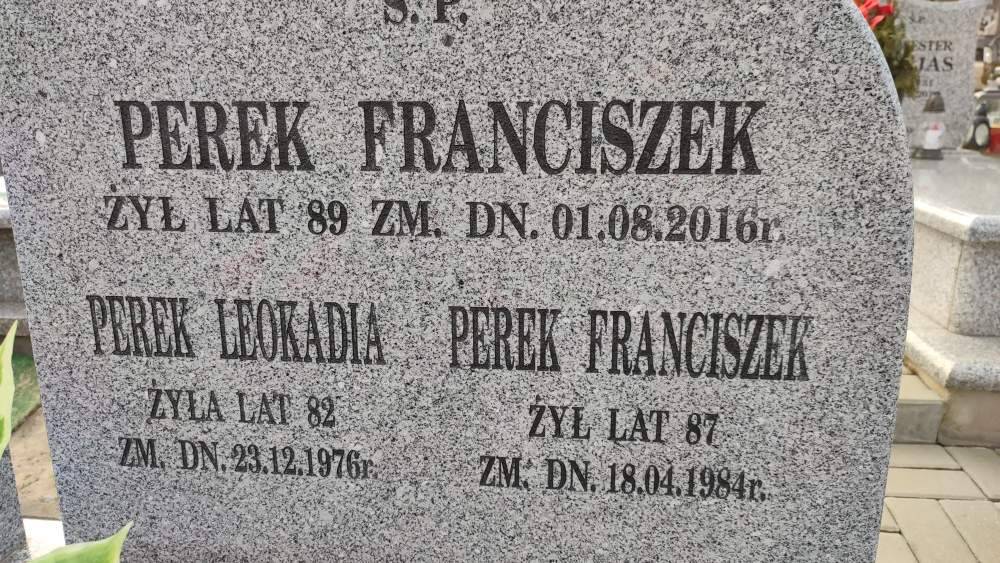 Ś. P.
PEREK FRANCISZEK
ŻYŁ LAT 89 ZM. DN. 01.08.2016r.
PEREK LEOKADIA
ŻYŁA LAT 82
ZM. DN. 23.12.1976r.
PEREK FRANCISZEK
ŻYŁ LAT 87
ZM. DN. 18.04.1984r.